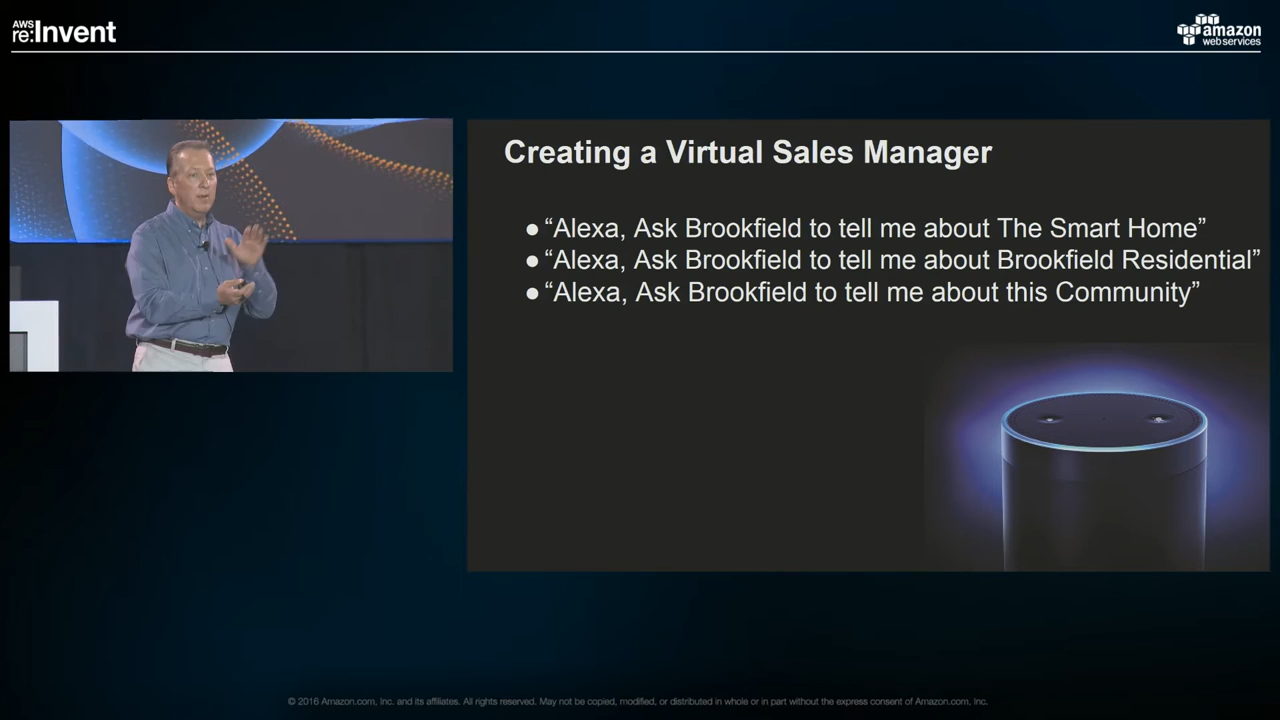 AWS
re:Invent
amazon
web services
Creating a Virtual Sales Manager
● “Alexa, Ask Brookfield to tell me about The Smart Home”
● “Alexa, Ask Brookfield to tell me about Brookfield Residential”
● “Alexa, Ask Brookfield to tell me about this Community”
© 2016 Amazon.com, Inc. and its affiliates. All rights reserved. May not be copied, modified, or distributed in whole or in part without the express consent of Amazon.com, Inc.